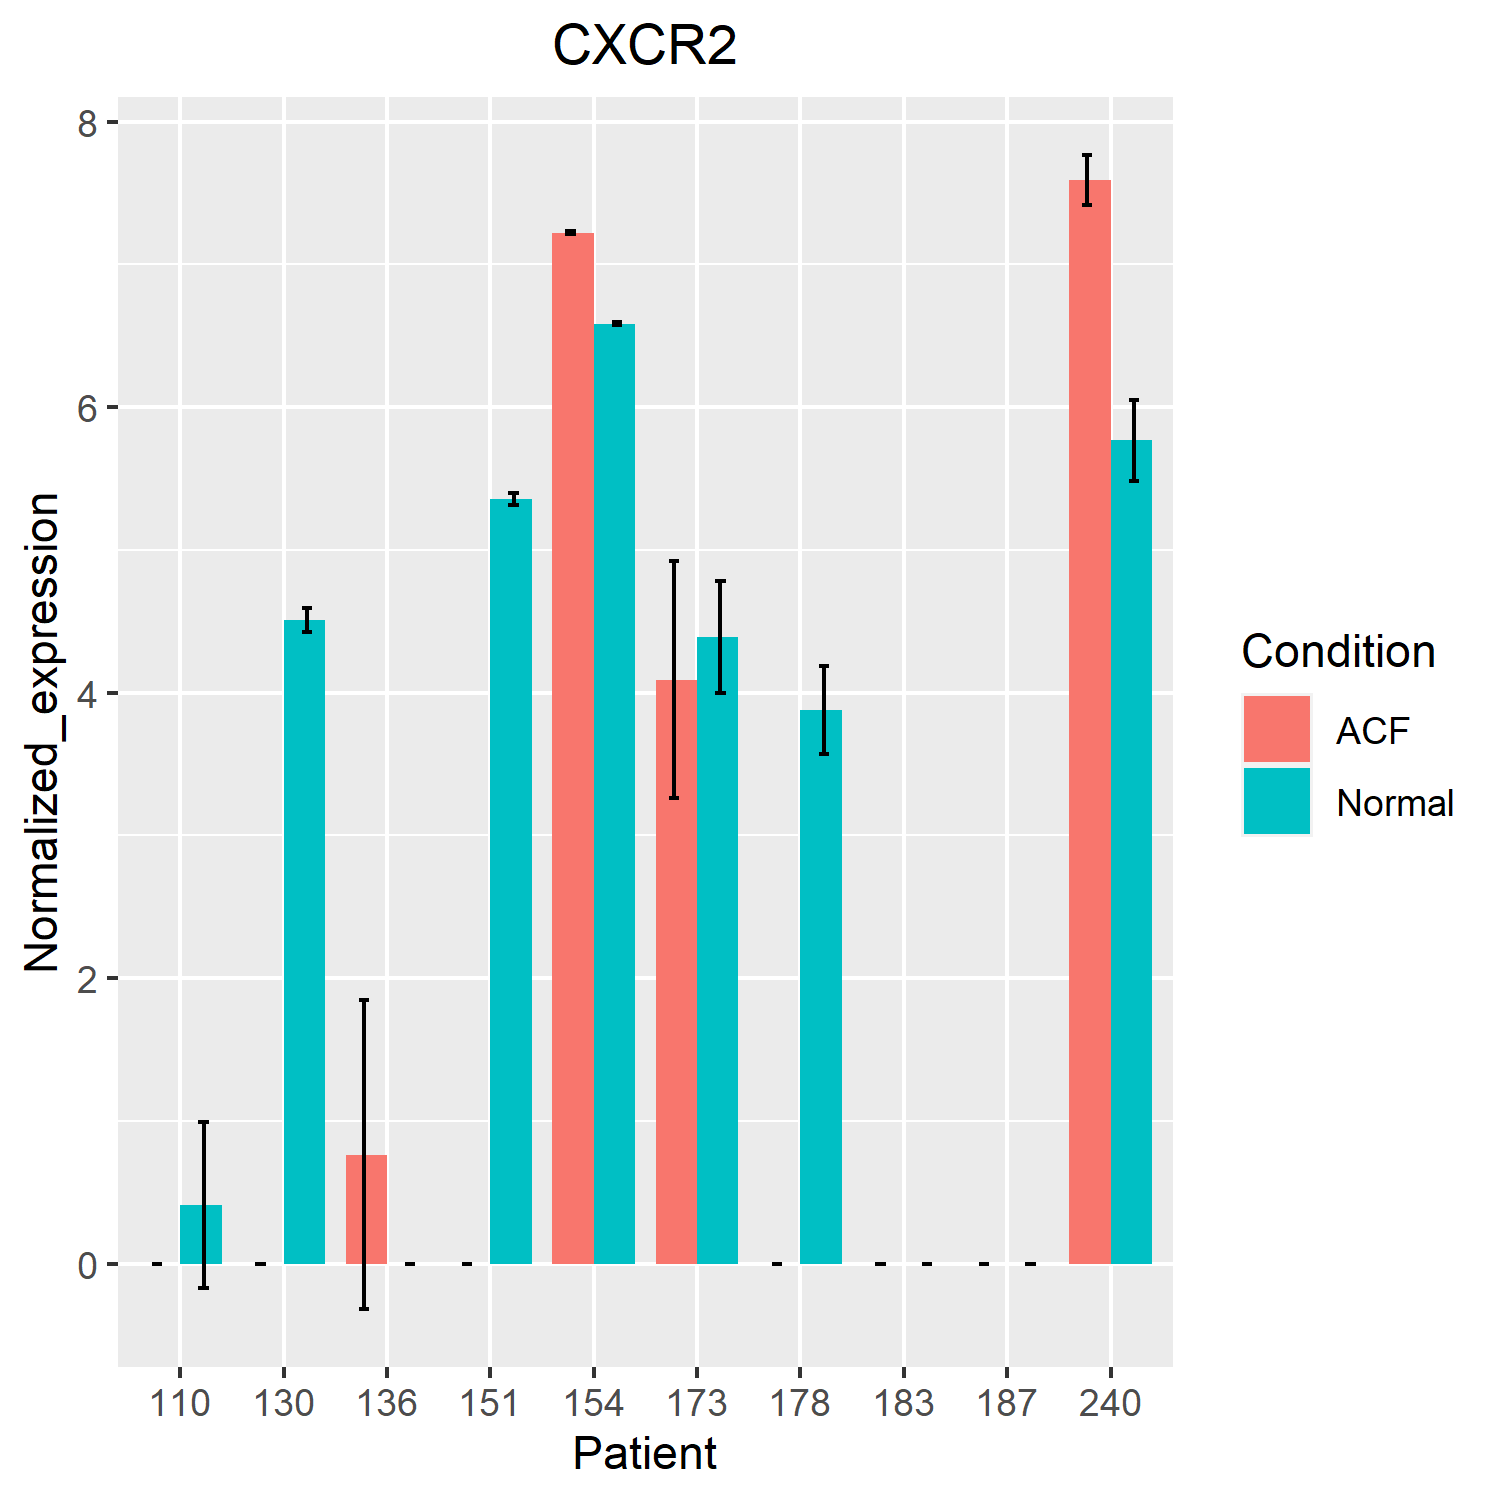 CXCR2
8
6
4
2
0
Normalized_expression
110 130 136 151 154 173 178 183 187 240
Patient
Condition
ACF
Normal